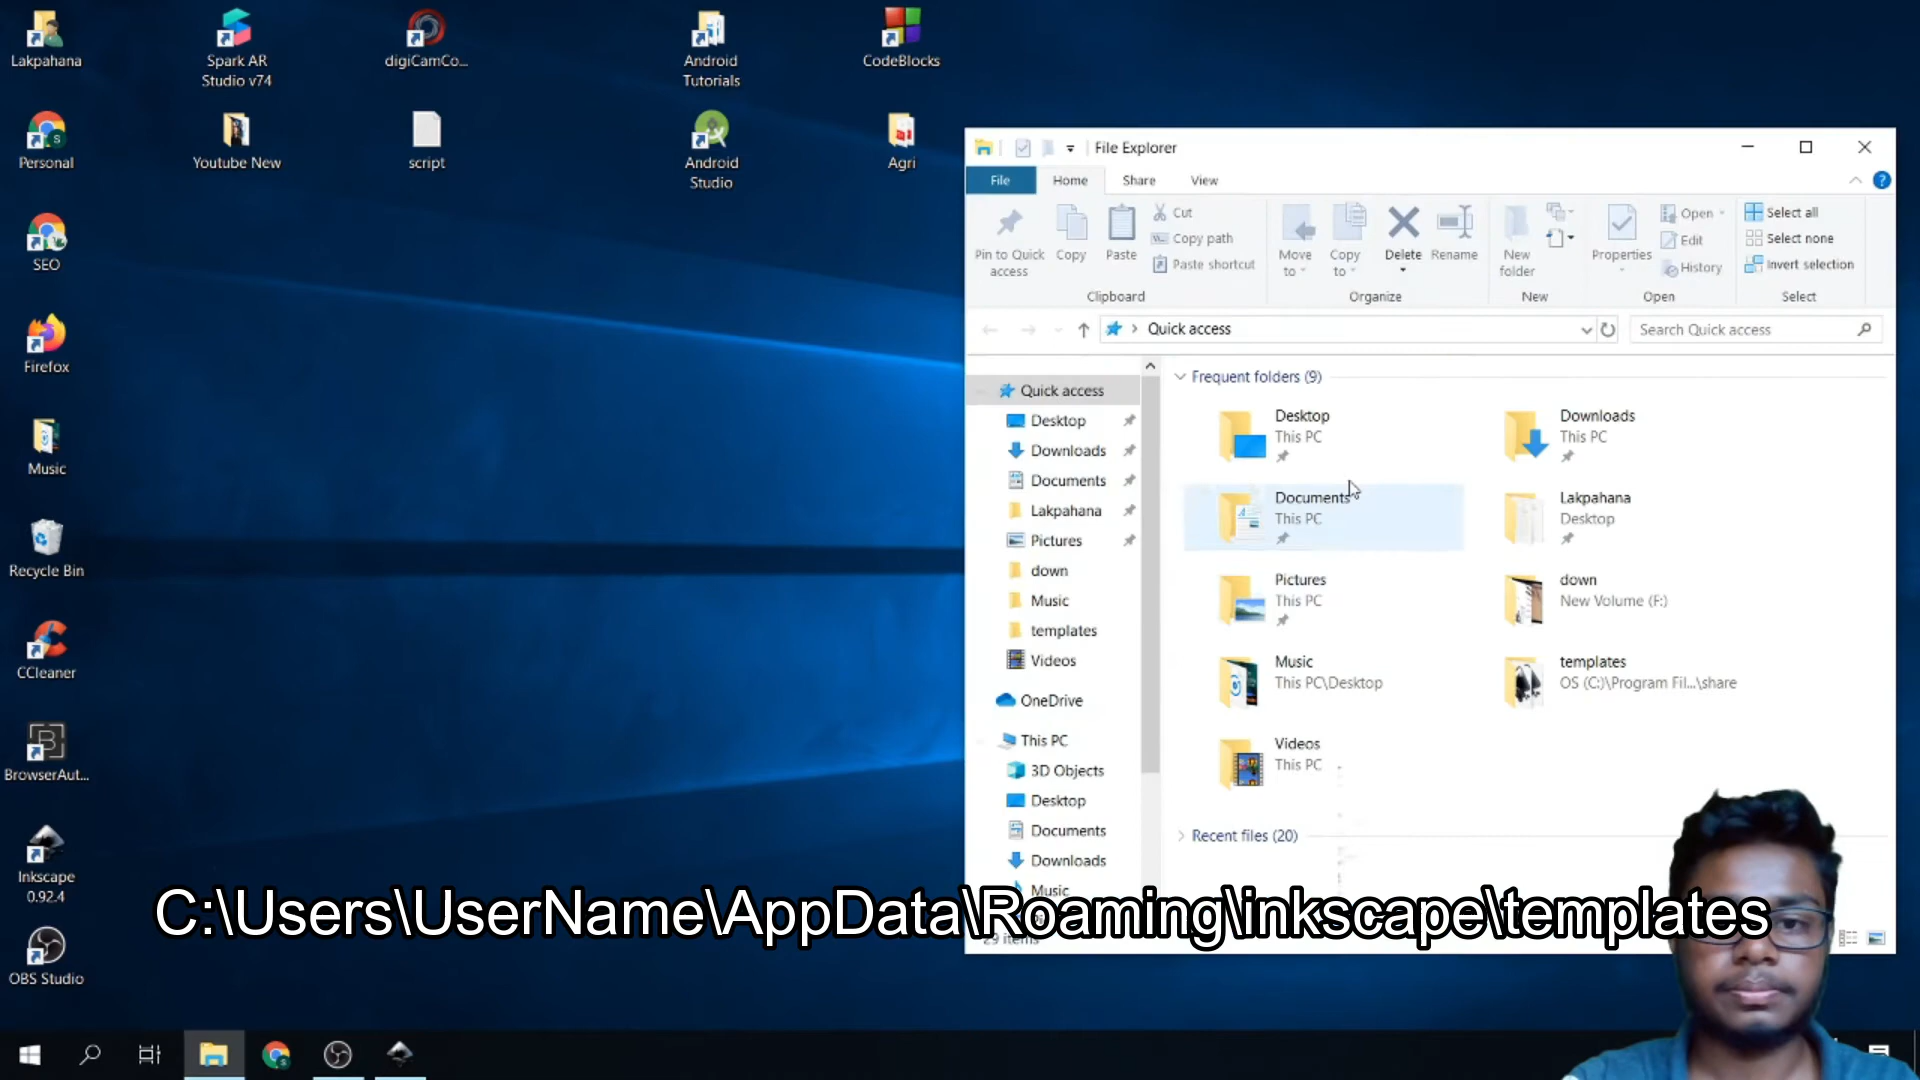 Lakpahana
Spark AR
Studio v74
digiCamCo...
Android
Tutorials
CodeBlocks
Personal
Youtube New
script
Android
Studio
Agri
SEO
Firefox
Music
Recycle Bin
CCleaner
BrowserAut...
Inkscape
0.92.4
OBS Studio
File Explorer
File
Home
Share
View
Pin to Quick
access
Copy
Paste
Cut
Copy path
Paste shortcut
Clipboard
Move
to
Copy
to
Delete
Rename
Organize
New
folder
New
Properties
Open
Edit
History
Open
Select all
Select none
Invert selection
Select
Quick access
Search Quick access
Quick access
Desktop
Downloads
Documents
Lakpahana
Pictures
down
Music
templates
Videos
OneDrive
This PC
3D Objects
Desktop
Documents
Downloads
Music
Frequent folders (9)
Desktop
This PC
Downloads
This PC
Documents
This PC
Lakpahana
Desktop
Pictures
This PC
down
New Volume (F:)
Music
This PC\Desktop
templates
OS (C:)\Program Fil...\share
Videos
This PC
Recent files (20)
C:\Users\UserName\AppData\Roaming\inkscape\templates
29 items